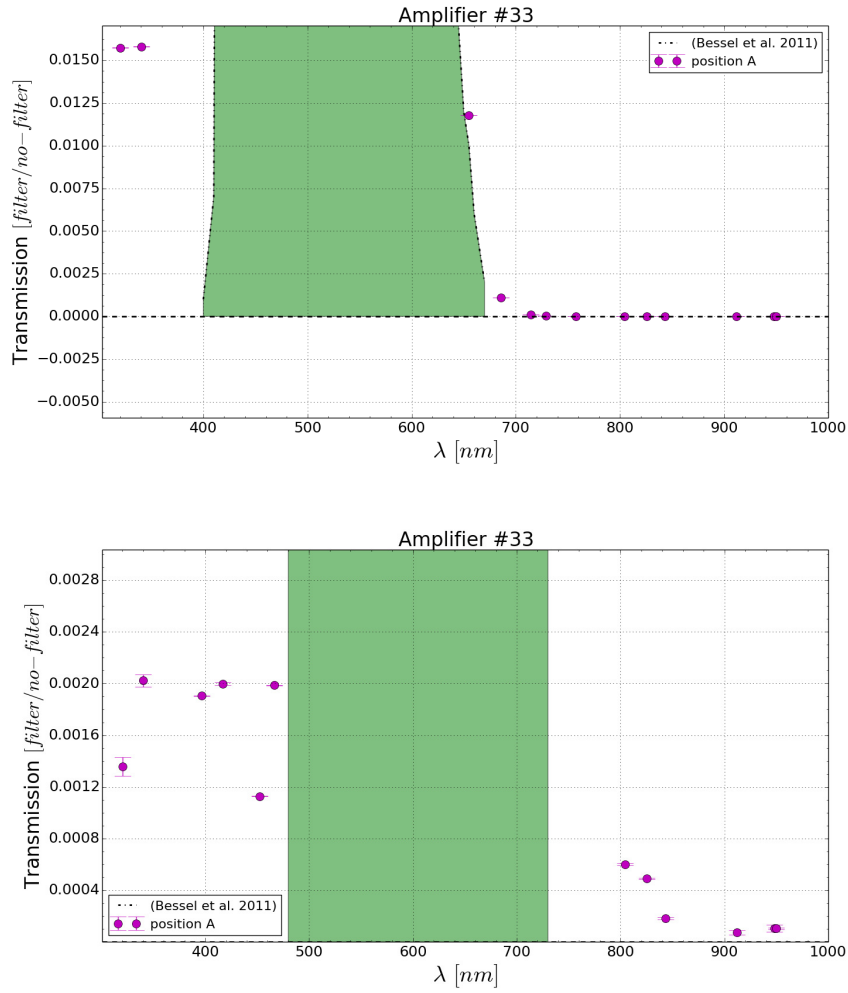 Amplifier #33
(Bessel et al. 2011)
position A
Transmission [filter/no−filter]
0.0150
0.0125
0.0100
0.0075
0.0050
0.0025
0.0000
−0.0025
−0.0050
400 500 600 700 800 900 1000
λ [nm]
Amplifier #33
Transmission [filter/no−filter]
0.0028
0.0024
0.0020
0.0016
0.0012
0.0008
0.0004
(Bessel et al. 2011)
position A
400 500 600 700 800 900 1000
λ [nm]